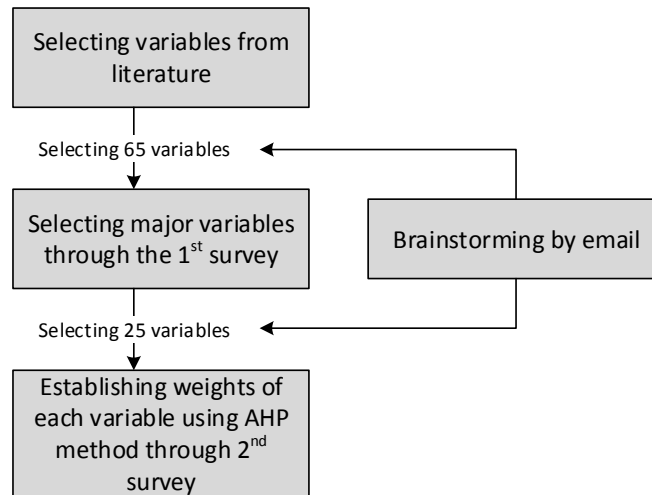 Selecting variables from
literature
Selecting 65 variables
Selecting major variables
through the 1st survey
Brainstorming by email
Selecting 25 variables
Establishing weights of
each variable using AHP
method through 2nd
survey